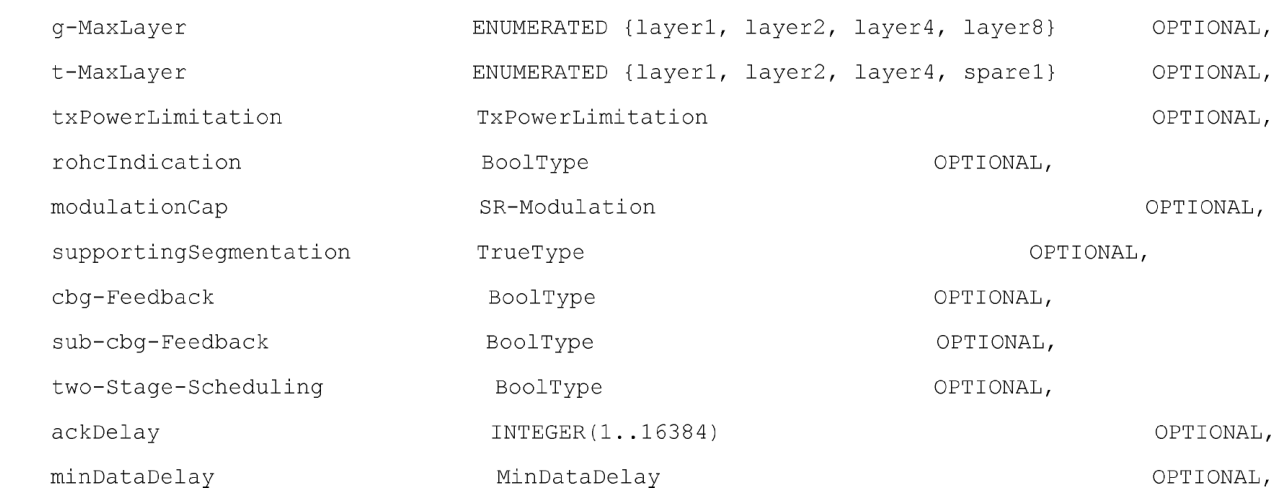 g-MaxLayer ENUMERATED {layer1, layer2, layer4, layer8} OPTIONAL,
t-MaxLayer ENUMERATED {layer1, layer2, layer4, spare1} OPTIONAL,
txPowerLimitation TxPowerLimitation OPTIONAL,
rohcIndication BoolType OPTIONAL,
modulationCap SR-Modulation OPTIONAL,
supportingSegmentation TrueType OPTIONAL,
cbg-Feedback BoolType OPTIONAL,
sub-cbg-Feedback BoolType OPTIONAL,
two-Stage-Scheduling BoolType OPTIONAL,
ackDelay INTEGER(1..16384) OPTIONAL,
minDataDelay MinDataDelay OPTIONAL,